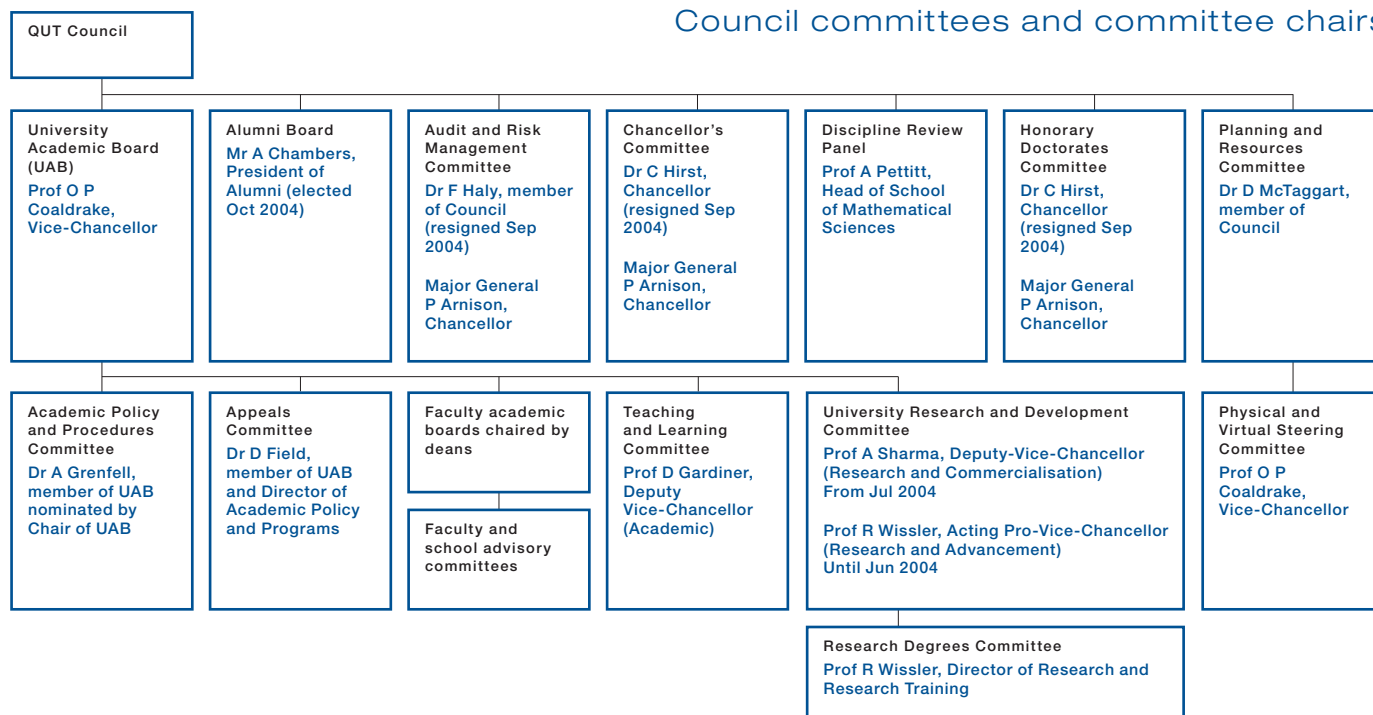 Council committees and committee chairs
QUT Council
University
Academic Board
(UAB)
Prof O P
Coaldrake,
Vice-Chancellor
Alumni Board
Mr A Chambers,
President of
Alumni (elected
Oct 2004)
Audit and Risk
Management
Committee
Dr F Haly, member
of Council
(resigned Sep
2004)
Major General
P Arnison,
Chancellor
Chancellor's
Committee
Dr C Hirst,
Chancellor
(resigned Sep
2004)
Major General
P Arnison,
Chancellor
Discipline Review
Panel
Prof A Pettitt,
Head of School
of Mathematical
Sciences
Honorary
Doctorates
Committee
Dr C Hirst,
Chancellor
(resigned Sep
2004)
Major General
P Arnison,
Chancellor
Planning and
Resources
Committee
Dr D McTaggart,
member of
Council
Academic Policy
and Procedures
Committee
Dr A Grenfell,
member of UAB
nominated by
Chair of UAB
Appeals
Committee
Dr D Field,
member of UAB
and Director of
Academic Policy
and Programs
Faculty academic
boards chaired by
deans
Faculty and
school advisory
committees
Teaching
and Learning
Committee
Prof D Gardiner,
Deputy
Vice-Chancellor
(Academic)
University Research and Development
Committee
Prof A Sharma, Deputy-Vice-Chancellor
(Research and Commercialisation)
From Jul 2004
Prof R Wissler, Acting Pro-Vice-Chancellor
(Research and Advancement)
Until Jun 2004
Physical and
Virtual Steering
Committee
Prof O P
Coaldrake,
Vice-Chancellor
Research Degrees Committee
Prof R Wissler, Director of Research and
Research Training